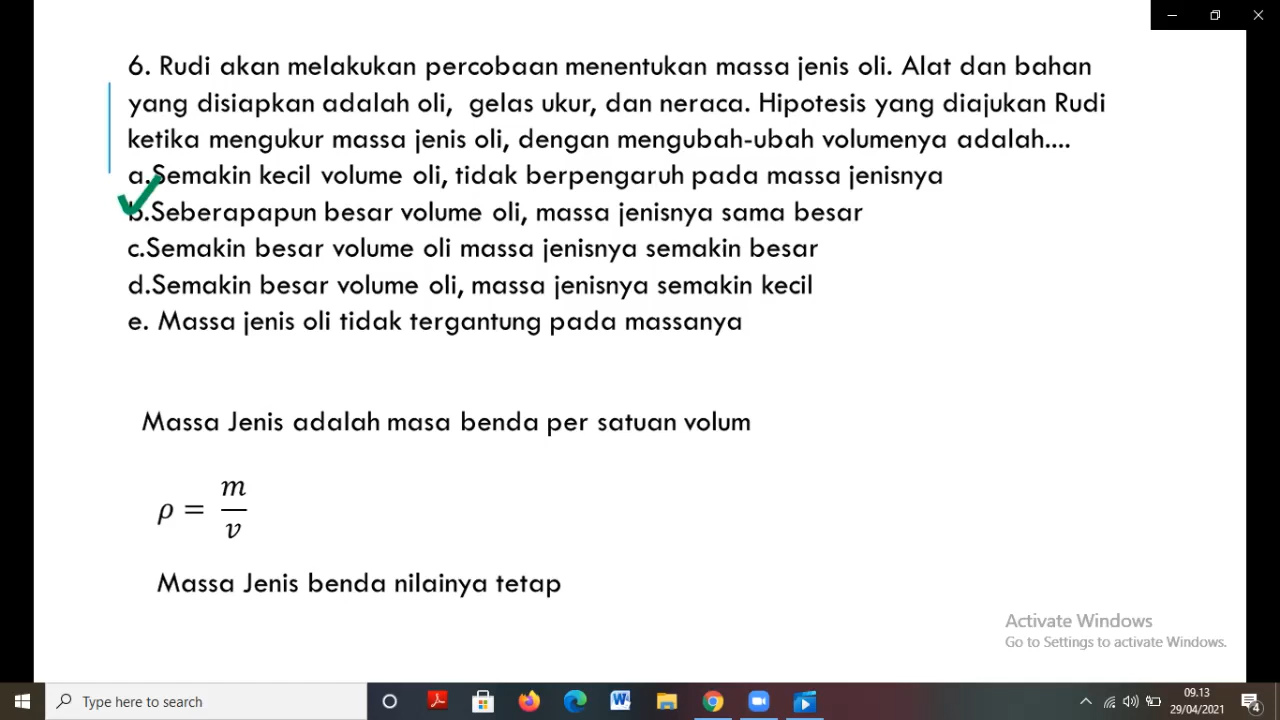 6. Rudi akan melakukan percobaan menentukan massa jenis oli. Alat dan bahan
yang disiapkan adalah oli, gelas ukur, dan neraca. Hipotesis yang diajukan Rudi
ketika mengukur massa jenis oli, dengan mengubah-ubah volumenya adalah....
a.Semakin kecil volume oli, tidak berpengaruh pada massa jenisnya
b.Seberapapun besar volume oli, massa jenisnya sama besar
c.Semakin besar volume oli massa jenisnya semakin besar
d.Semakin besar volume oli, massa jenisnya semakin kecil
e. Massa jenis oli tidak tergantung pada massanya
Massa Jenis adalah masa benda per satuan volum
ρ = m/v
Massa Jenis benda nilainya tetap
Activate Windows
Go to Settings to activate Windows.
Type here to search
09.13
29/04/2021
4